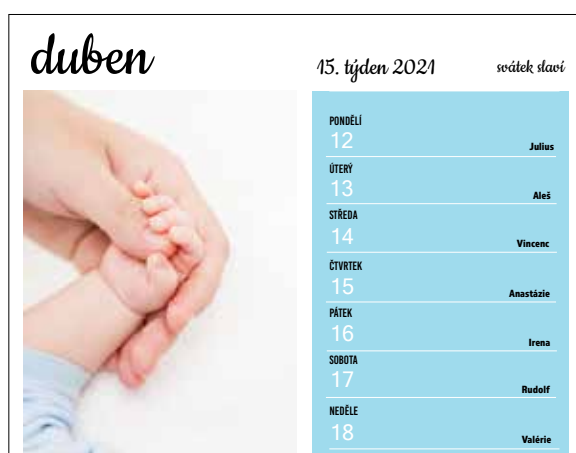 duben
15. týden 2021
svátek slaví
PONDĚLÍ
12
Julius
ÚTERÝ
13
Aleš
STŘEDA
14
Vincenc
ČTVRTEK
15
Anastázie
PÁTEK
16
Irena
SOBOTA
17
Rudolf
NEDĚLE
18
Valérie